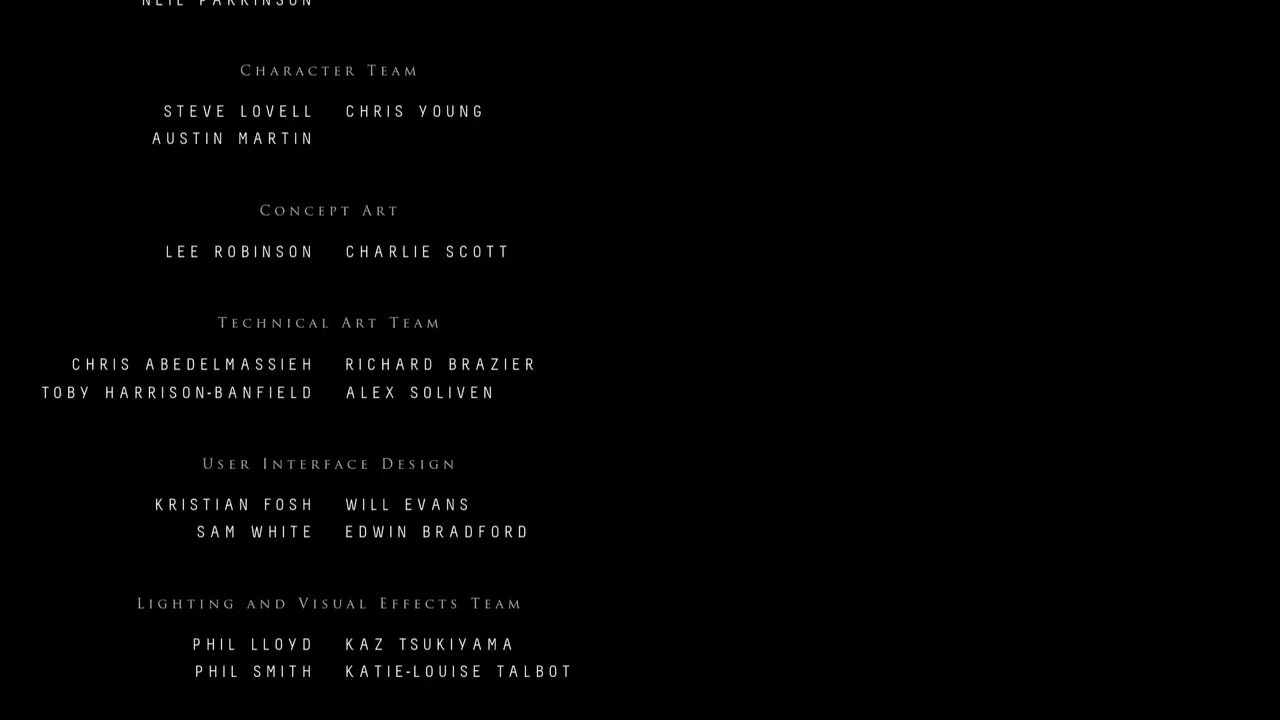 NEIL PARKINSON
Character Team
STEVE LOVELL CHRIS YOUNG
AUSTIN MARTIN
Concept Art
LEE ROBINSON CHARLIE SCOTT
Technical Art Team
CHRIS ABEDELMASSIEH RICHARD BRAZIER
TOBY HARRISON-BANFIELD ALEX SOLIVEN
User Interface Design
KRISTIAN FOSH WILL EVANS
SAM WHITE EDWIN BRADFORD
Lighting and Visual Effects Team
PHIL LLOYD KAZ TSUKIYAMA
PHIL SMITH KATIE-LOUISE TALBOT